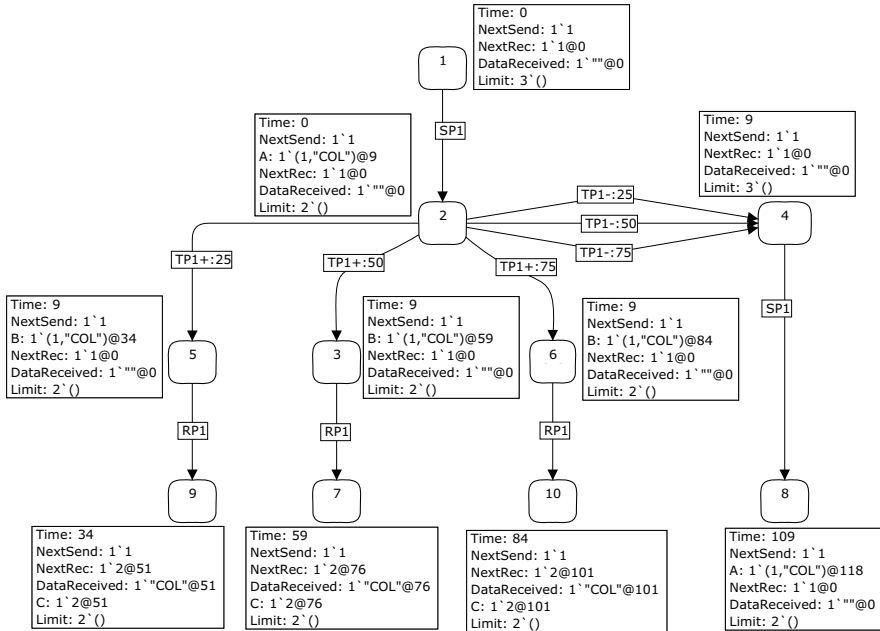 Time: 0
NextSend: 1`1
NextRec: 1`1@0
DataReceived: 1`""@0
Limit: 3`()
1
SP1
Time: 0
NextSend: 1`1
A: 1`(1,"COL")@9
NextRec: 1`1@0
DataReceived: 1`""@0
Limit: 2`()
Time: 9
NextSend: 1`1
NextRec: 1`1@0
DataReceived: 1`""@0
Limit: 3`()
2
TP1-:25
TP1-:50
TP1-:75
4
TP1+:25
TP1+:50
TP1+:75
SP1
Time: 9
NextSend: 1`1
B: 1`(1,"COL")@34
NextRec: 1`1@0
DataReceived: 1`""@0
Limit: 2`()
5
3
Time: 9
NextSend: 1`1
B: 1`(1,"COL")@59
NextRec: 1`1@0
DataReceived: 1`""@0
Limit: 2`()
6
Time: 9
NextSend: 1`1
B: 1`(1,"COL")@84
NextRec: 1`1@0
DataReceived: 1`""@0
Limit: 2`()
RP1
RP1
RP1
9
7
10
8
Time: 34
NextSend: 1`1
NextRec: 1`2@51
DataReceived: 1`"COL"@51
C: 1`2@51
Limit: 2`()
Time: 59
NextSend: 1`1
NextRec: 1`2@76
DataReceived: 1`"COL"@76
C: 1`2@76
Limit: 2`()
Time: 84
NextSend: 1`1
NextRec: 1`2@101
DataReceived: 1`"COL"@101
C: 1`2@101
Limit: 2`()
Time: 109
NextSend: 1`1
A: 1`(1,"COL")@118
NextRec: 1`1@0
DataReceived: 1`""@0
Limit: 2`()